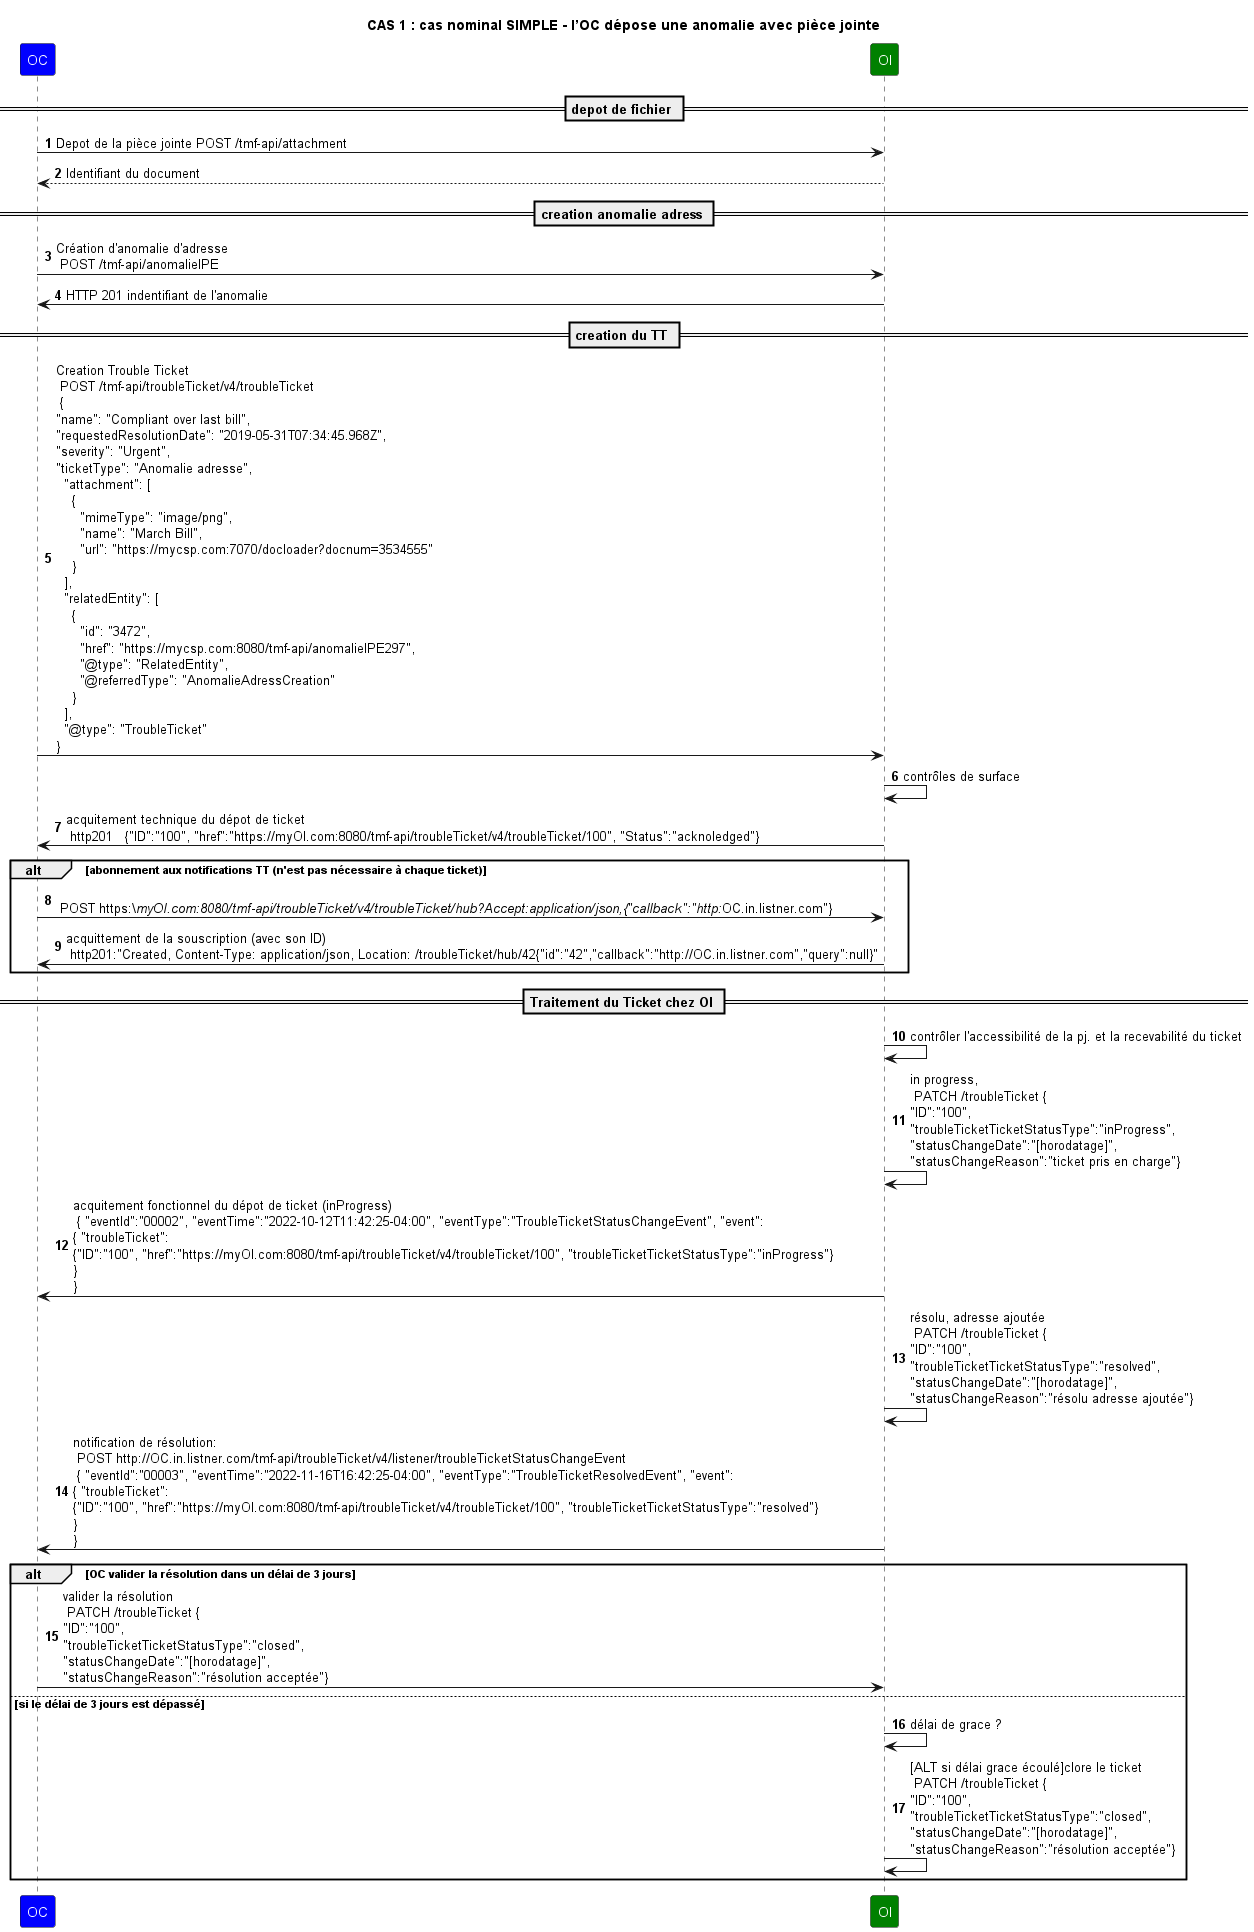 CAS 1 : cas nominal SIMPLE - l'OC dépose une anomalie avec pièce jointe
OC
OI
depot de fichier
1 Depot de la pièce jointe POST /tmf-api/attachment
2 Identifiant du document
creation anomalie adress
3 Création d'anomalie d'adresse
POST /tmf-api/anomalieIPE
4 HTTP 201 indentifiant de l'anomalie
creation du TT
Creation Trouble Ticket
POST /tmf-api/troubleTicket/v4/troubleTicket
{
"name": "Compliant over last bill",
"requestedResolutionDate": "2019-05-31T07:34:45.968Z",
"severity": "Urgent",
"ticketType": "Anomalie adresse",
"attachment": [
{
"mimeType": "image/png",
"name": "March Bill",
5 "url": "https://mycsp.com:7070/docloader?docnum=3534555"
}
],
"relatedEntity": [
{
"id": "3472",
"href": "https://mycsp.com:8080/tmf-api/anomalieIPE297",
"@type": "RelatedEntity",
"@referredType": "AnomalieAdressCreation"
}
],
"@type": "TroubleTicket"
}
6 contrôles de surface
7 acquitement technique du dépot de ticket
http201 {"ID":"100", "href":"https://myOI.com:8080/tmf-api/troubleTicket/v4/troubleTicket/100", "Status":"acknoledged"}
alt [abonnement aux notifications TT (n'est pas nécessaire à chaque ticket)]
8 POST https:\myOI.com:8080/tmf-api/troubleTicket/v4/troubleTicket/hub?Accept:application/json,{"callback":"http:OC.in.listner.com"}
9 acquittement de la souscription (avec son ID)
http201:"Created, Content-Type: application/json, Location: /troubleTicket/hub/42{"id":"42","callback":"http://OC.in.listner.com","query":null}"
Traitement du Ticket chez OI
10 contrôler l'accessibilité de la pj. et la recevabilité du ticket
in progress,
PATCH /troubleTicket {
11 "ID":"100",
"troubleTicketTicketStatusType":"inProgress",
"statusChangeDate":"[horodatage]",
"statusChangeReason":"ticket pris en charge"}
acquitement fonctionnel du dépot de ticket (inProgress)
{ "eventId":"00002", "eventTime":"2022-10-12T11:42:25-04:00", "eventType":"TroubleTicketStatusChangeEvent", "event":
12 { "troubleTicket":
{"ID":"100", "href":"https://myOI.com:8080/tmf-api/troubleTicket/v4/troubleTicket/100", "troubleTicketTicketStatusType":"inProgress"}
}
}
résolu, adresse ajoutée
PATCH /troubleTicket {
13 "ID":"100",
"troubleTicketTicketStatusType":"resolved",
"statusChangeDate":"[horodatage]",
"statusChangeReason":"résolu adresse ajoutée"}
notification de résolution:
POST http://OC.in.listner.com/tmf-api/troubleTicket/v4/listener/troubleTicketStatusChangeEvent
{ "eventId":"00003", "eventTime":"2022-11-16T16:42:25-04:00", "eventType":"TroubleTicketResolvedEvent", "event":
14 { "troubleTicket":
{"ID":"100", "href":"https://myOI.com:8080/tmf-api/troubleTicket/v4/troubleTicket/100", "troubleTicketTicketStatusType":"resolved"}
}
}
alt [OC valider la résolution dans un délai de 3 jours]
valider la résolution
PATCH /troubleTicket {
15 "ID":"100",
"troubleTicketTicketStatusType":"closed",
"statusChangeDate":"[horodatage]",
"statusChangeReason":"résolution acceptée"}
[si le délai de 3 jours est dépassé]
16 délai de grace ?
[ALT si délai grace écoulé]clore le ticket
PATCH /troubleTicket {
17 "ID":"100",
"troubleTicketTicketStatusType":"closed",
"statusChangeDate":"[horodatage]",
"statusChangeReason":"résolution acceptée"}
OC
OI